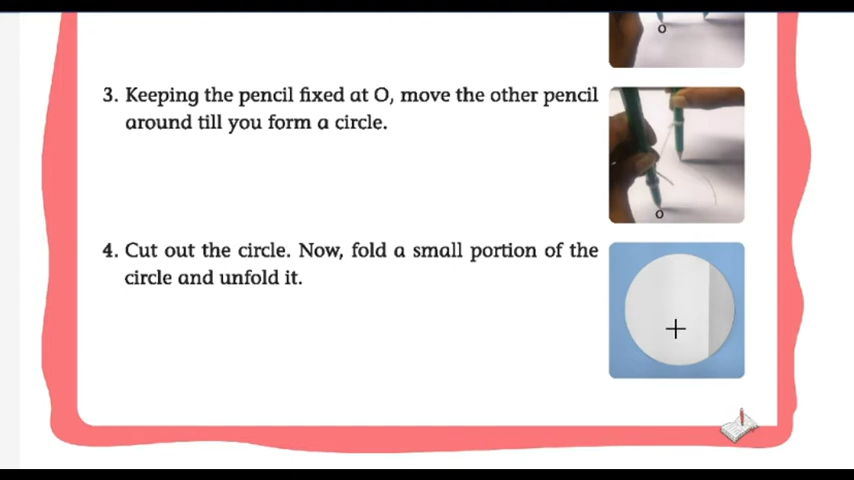 O
3. Keeping the pencil fixed at O, move the other pencil
around till you form a circle.
O
4. Cut out the circle. Now, fold a small portion of the
circle and unfold it.